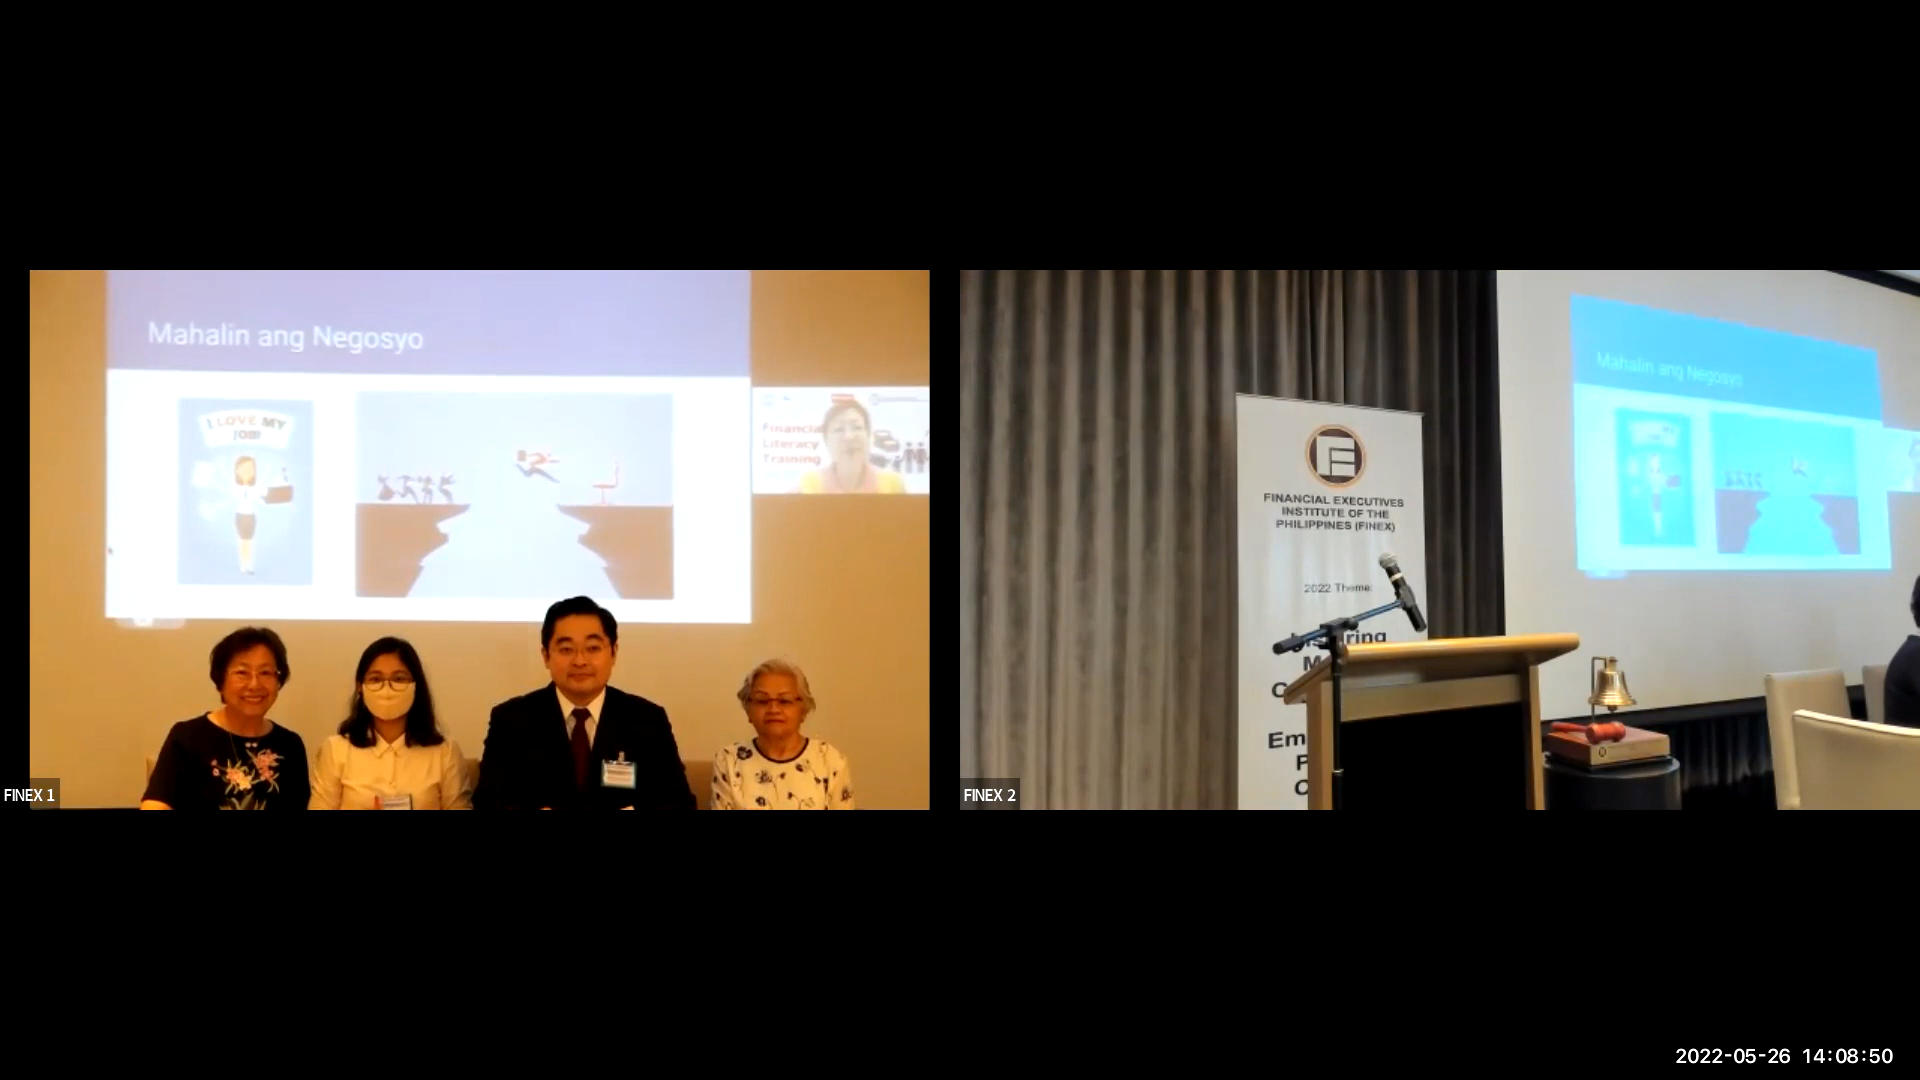 Mahalin ang Negosyo
I LOVE MY
JOB!
Financial
Literacy
Training
FINEX 1
Mahalin ang Negosyo
FINANCIAL EXECUTIVES
INSTITUTE OF THE
PHILIPPINES (FINEX)
2022 Theme:
FINEX 2
2022-05-26 14:08:50